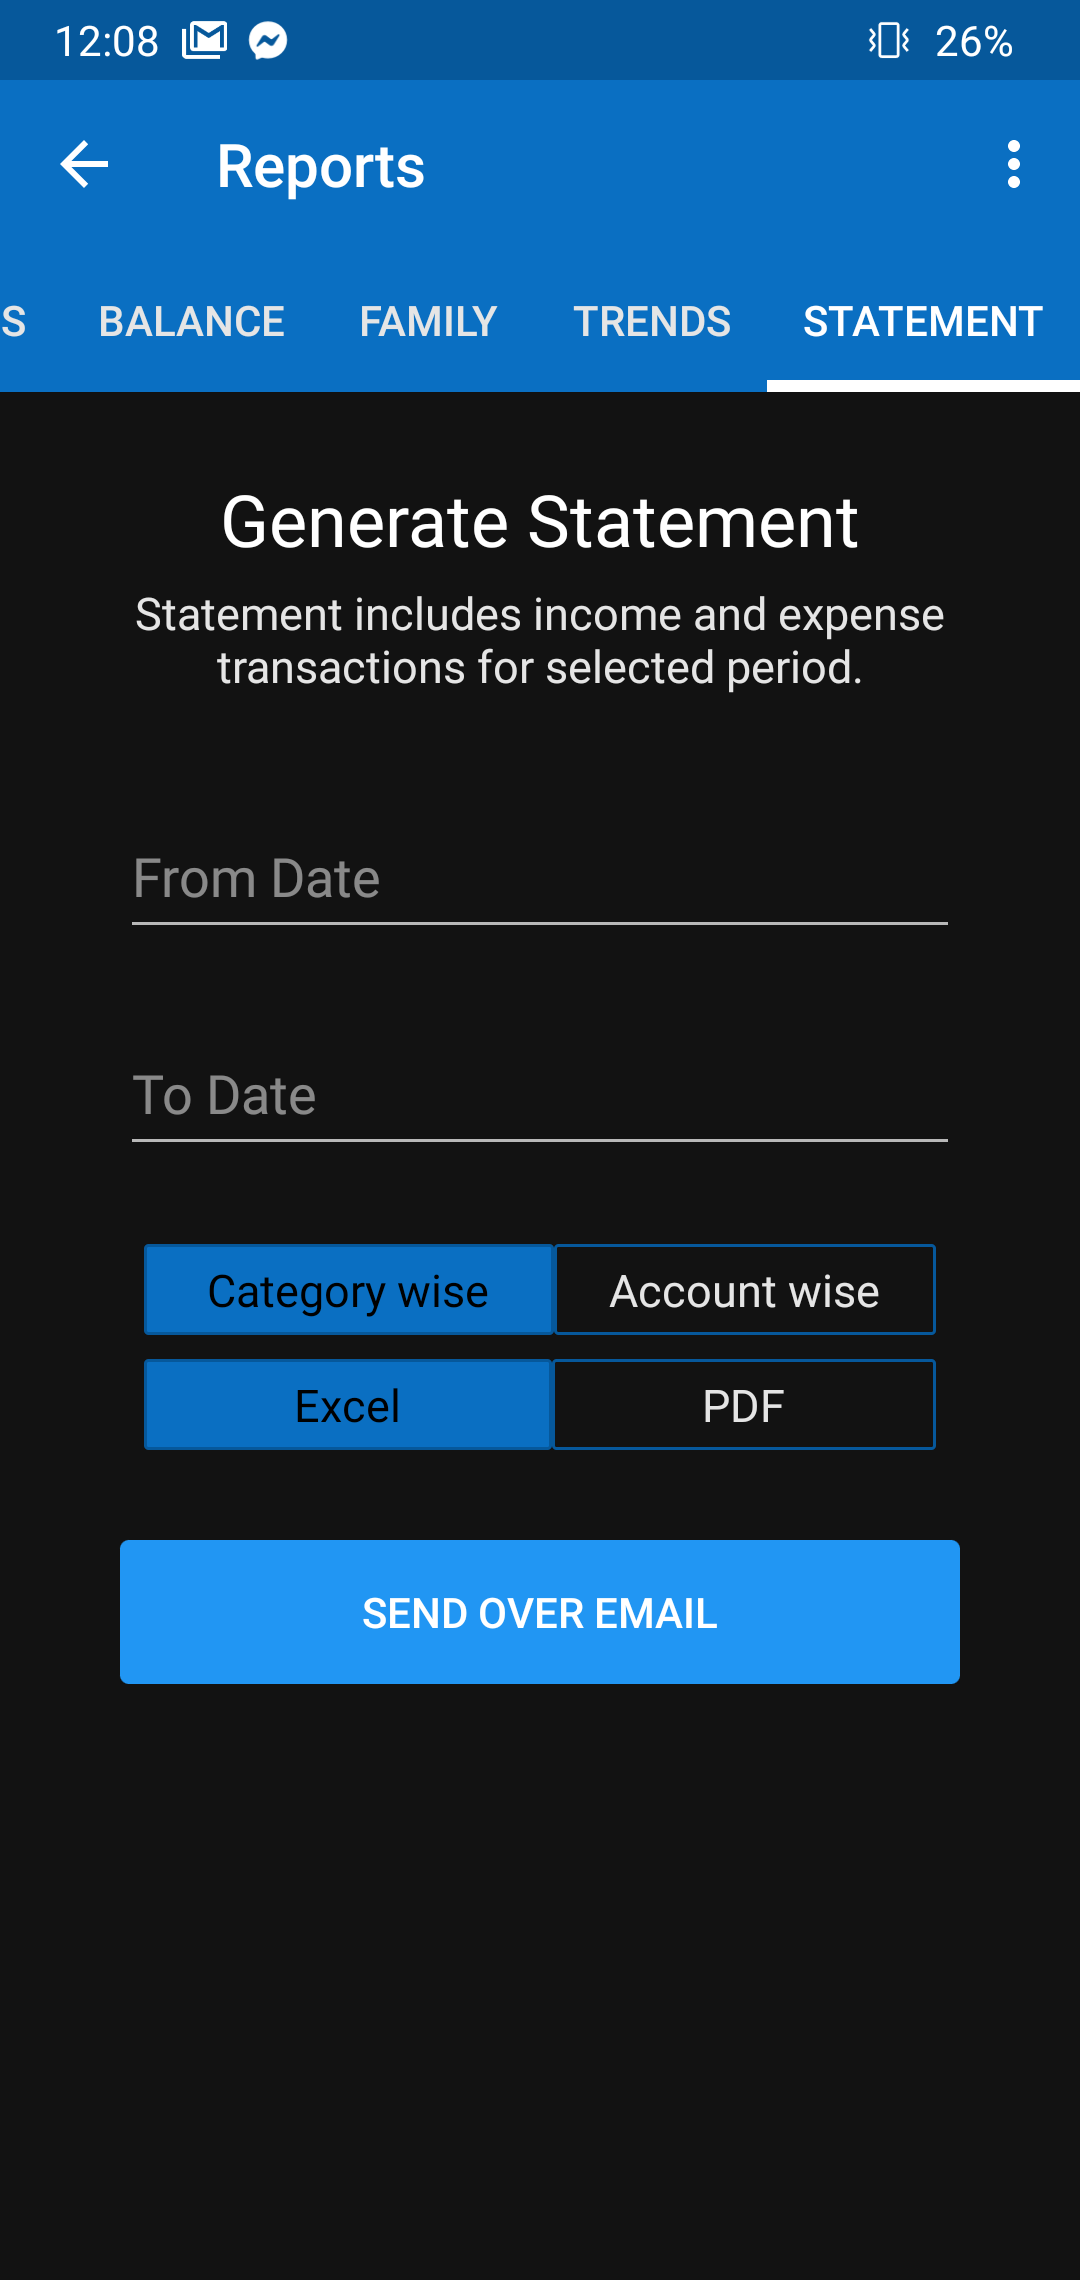 12:08 26%
Reports
S BALANCE FAMILY TRENDS STATEMENT
Generate Statement
Statement includes income and expense
transactions for selected period.
From Date
To Date
Category wise Account wise
Excel PDF
SEND OVER EMAIL